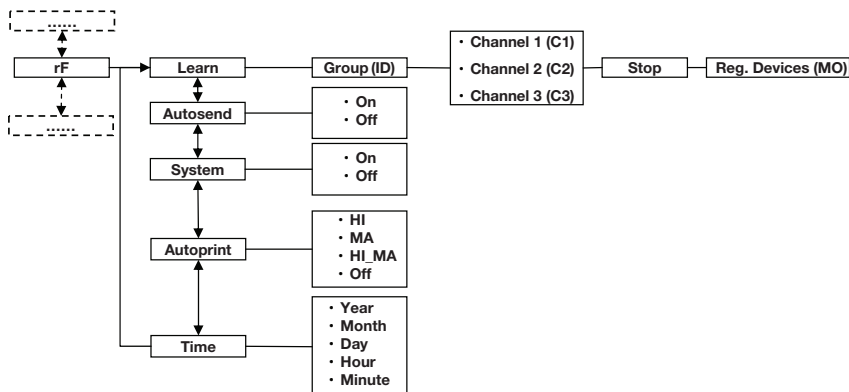 ......
rF
......
Learn
Group (ID)
• Channel 1 (C1)
• Channel 2 (C2)
• Channel 3 (C3)
Stop
Reg. Devices (MO)
Autosend
• On
• Off
System
• On
• Off
Autoprint
• HI
• MA
• HI_MA
• Off
Time
• Year
• Month
• Day
• Hour
• Minute